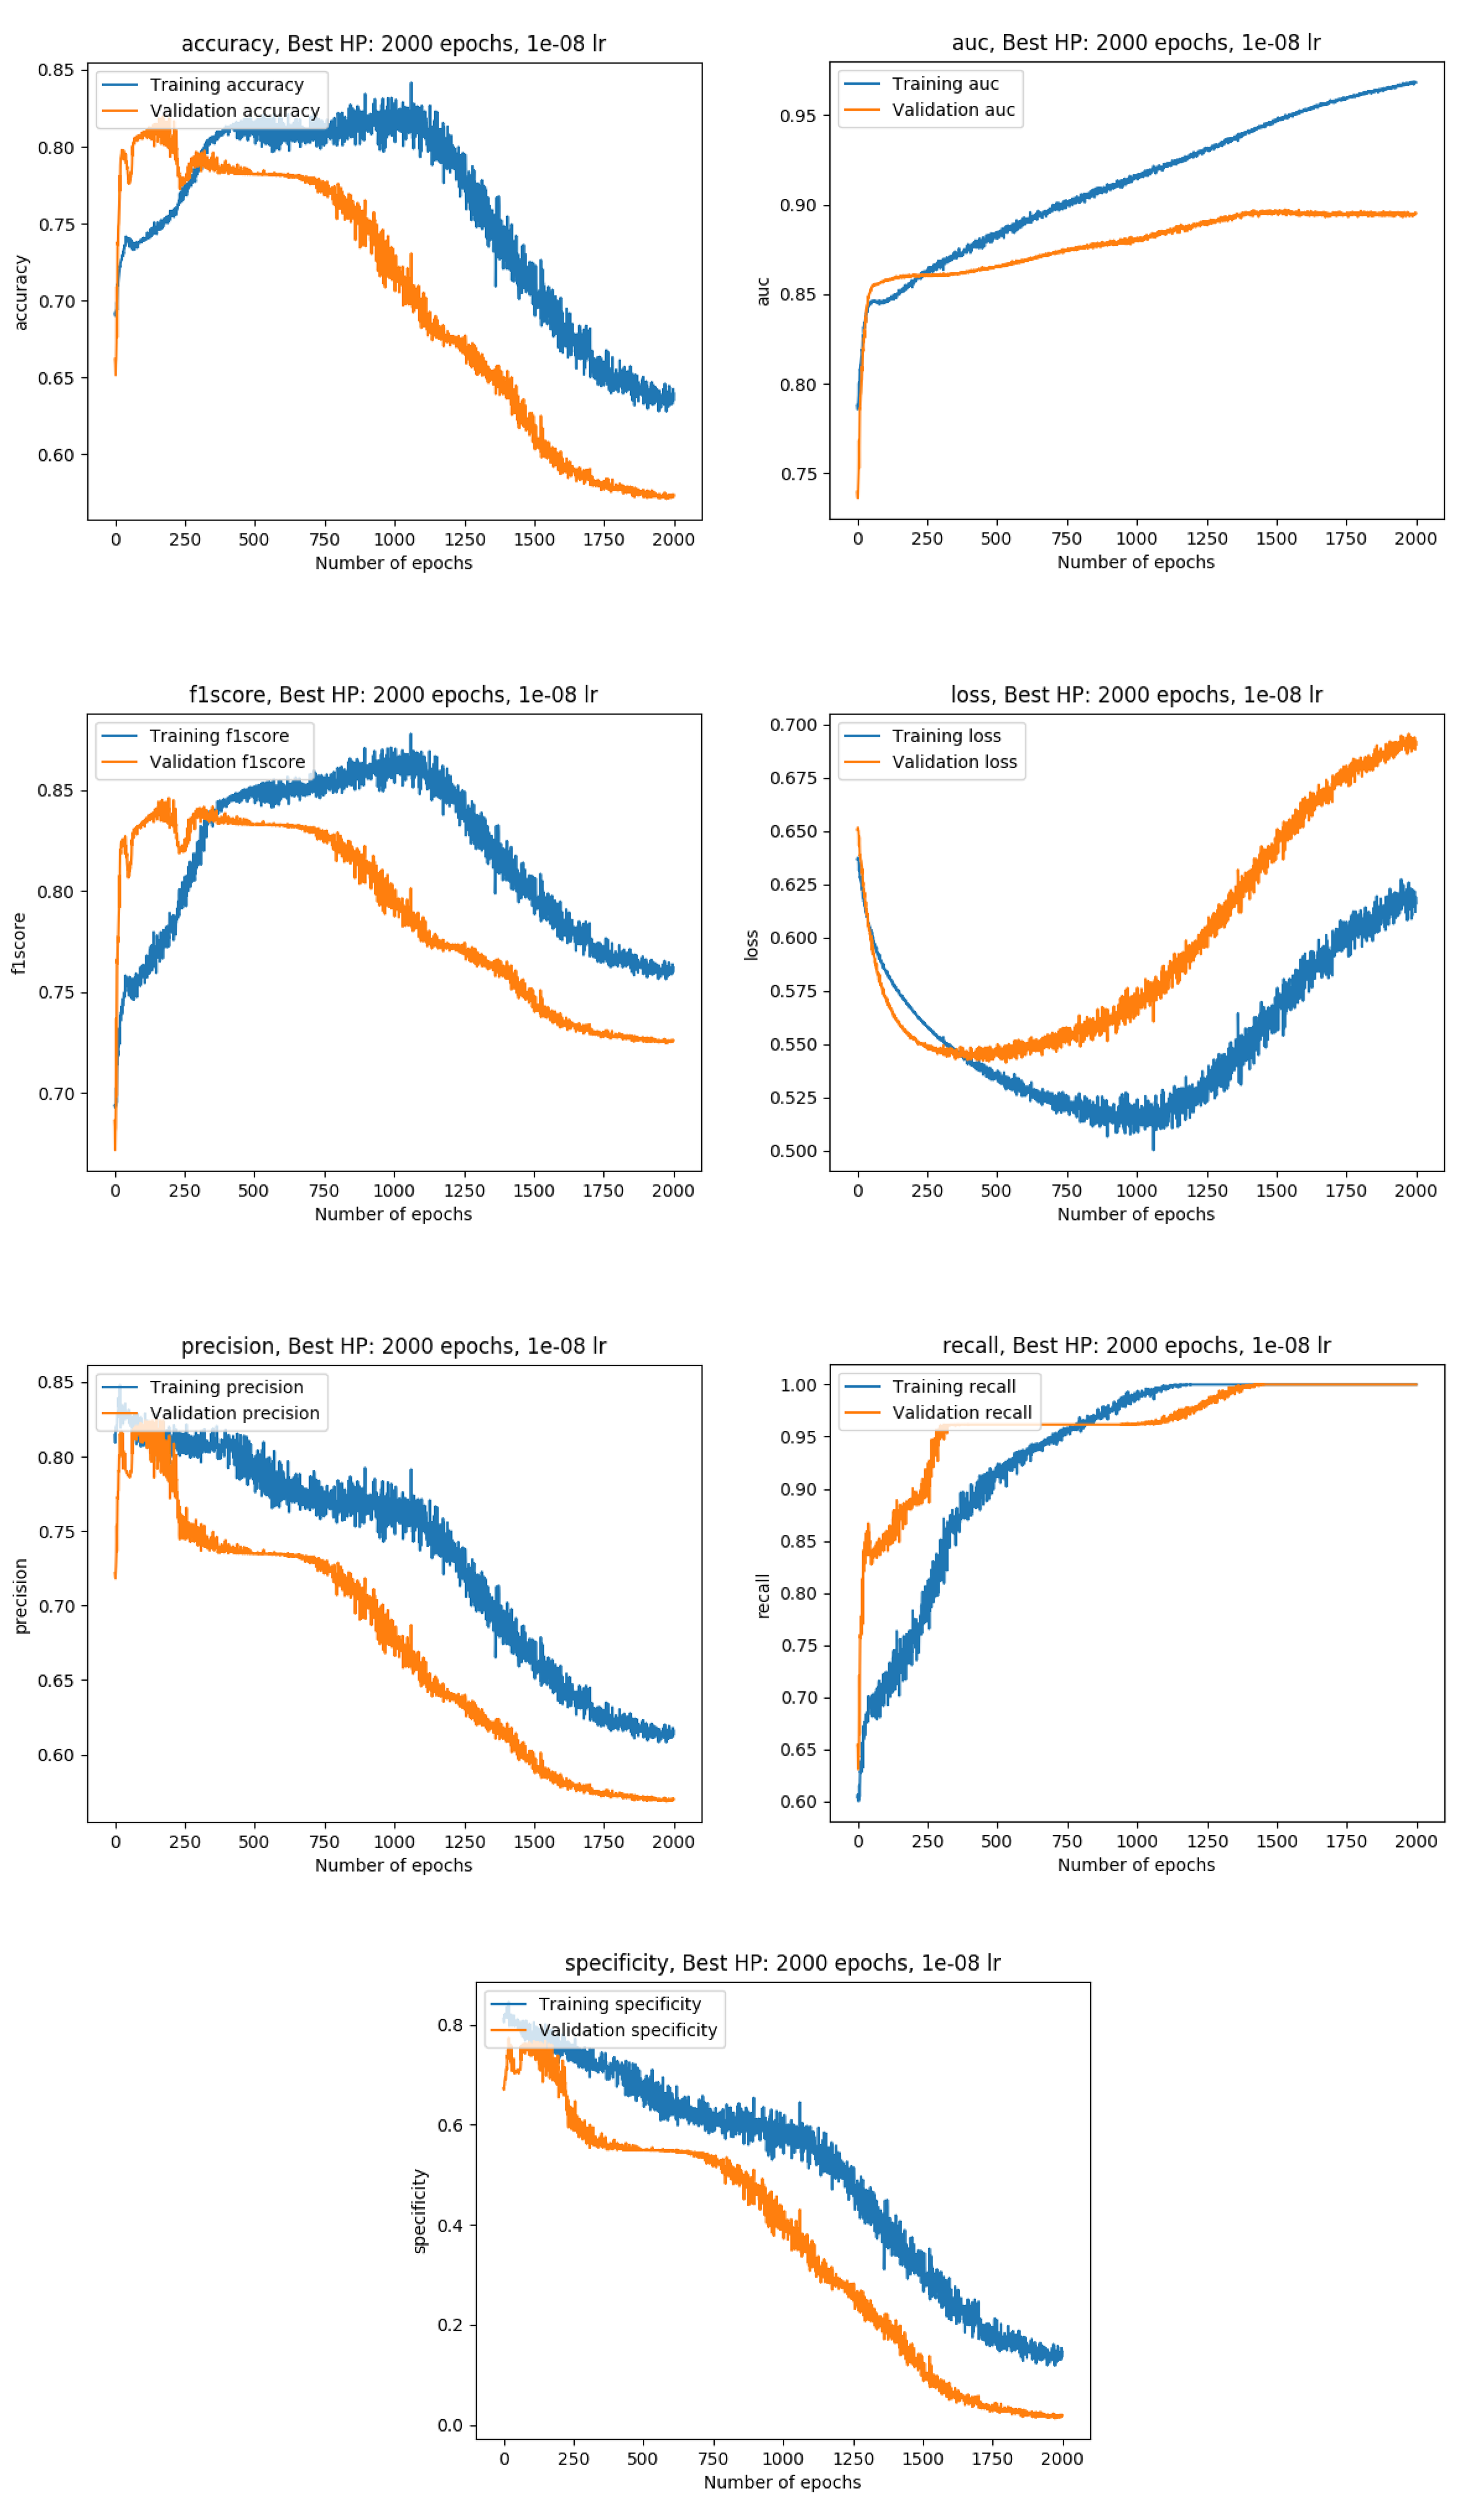 accuracy, Best HP: 2000 epochs, 1e-08 lr
Training accuracy
Validation accuracy
0.85
0.80
0.75
0.70
0.65
0.60
accuracy
0 250 500 750 1000 1250 1500 1750 2000
Number of epochs
auc, Best HP: 2000 epochs, 1e-08 lr
Training auc
Validation auc
0.95
0.90
0.85
0.80
0.75
auc
0 250 500 750 1000 1250 1500 1750 2000
Number of epochs
f1score, Best HP: 2000 epochs, 1e-08 lr
Training f1score
Validation f1score
0.85
0.80
0.75
0.70
f1score
0 250 500 750 1000 1250 1500 1750 2000
Number of epochs
loss, Best HP: 2000 epochs, 1e-08 lr
Training loss
Validation loss
0.700
0.675
0.650
0.625
0.600
0.575
0.550
0.525
0.500
loss
0 250 500 750 1000 1250 1500 1750 2000
Number of epochs
precision, Best HP: 2000 epochs, 1e-08 lr
Training precision
Validation precision
0.85
0.80
0.75
0.70
0.65
0.60
precision
0 250 500 750 1000 1250 1500 1750 2000
Number of epochs
recall, Best HP: 2000 epochs, 1e-08 lr
Training recall
Validation recall
1.00
0.95
0.90
0.85
0.80
0.75
0.70
0.65
0.60
recall
0 250 500 750 1000 1250 1500 1750 2000
Number of epochs
specificity, Best HP: 2000 epochs, 1e-08 lr
Training specificity
Validation specificity
0.8
0.6
0.4
0.2
0.0
specificity
0 250 500 750 1000 1250 1500 1750 2000
Number of epochs